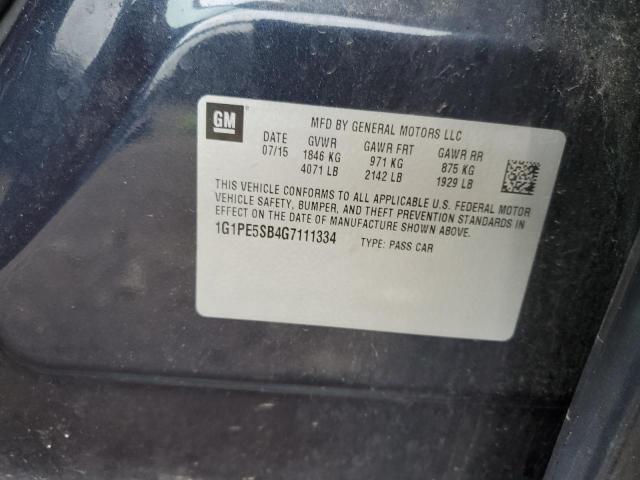 GM
MFD BY GENERAL MOTORS LLC
DATE GVWR GAWR FRT GAWR RR
07/15 1846 KG 971 KG 875 KG
4071 LB 2142 LB 1929 LB
THIS VEHICLE CONFORMS TO ALL APPLICABLE U.S. FEDERAL MOTOR
VEHICLE SAFETY, BUMPER, AND THEFT PREVENTION STANDARDS IN
EFFECT ON THE DATE OF MANUFACTURE SHOWN ABOVE.
1G1PE5SB4G7111334 TYPE: PASS CAR